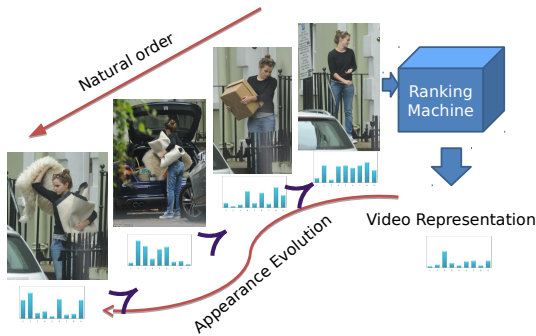 Natural order
Ranking
Machine
Video Representation
Appearance Evolution